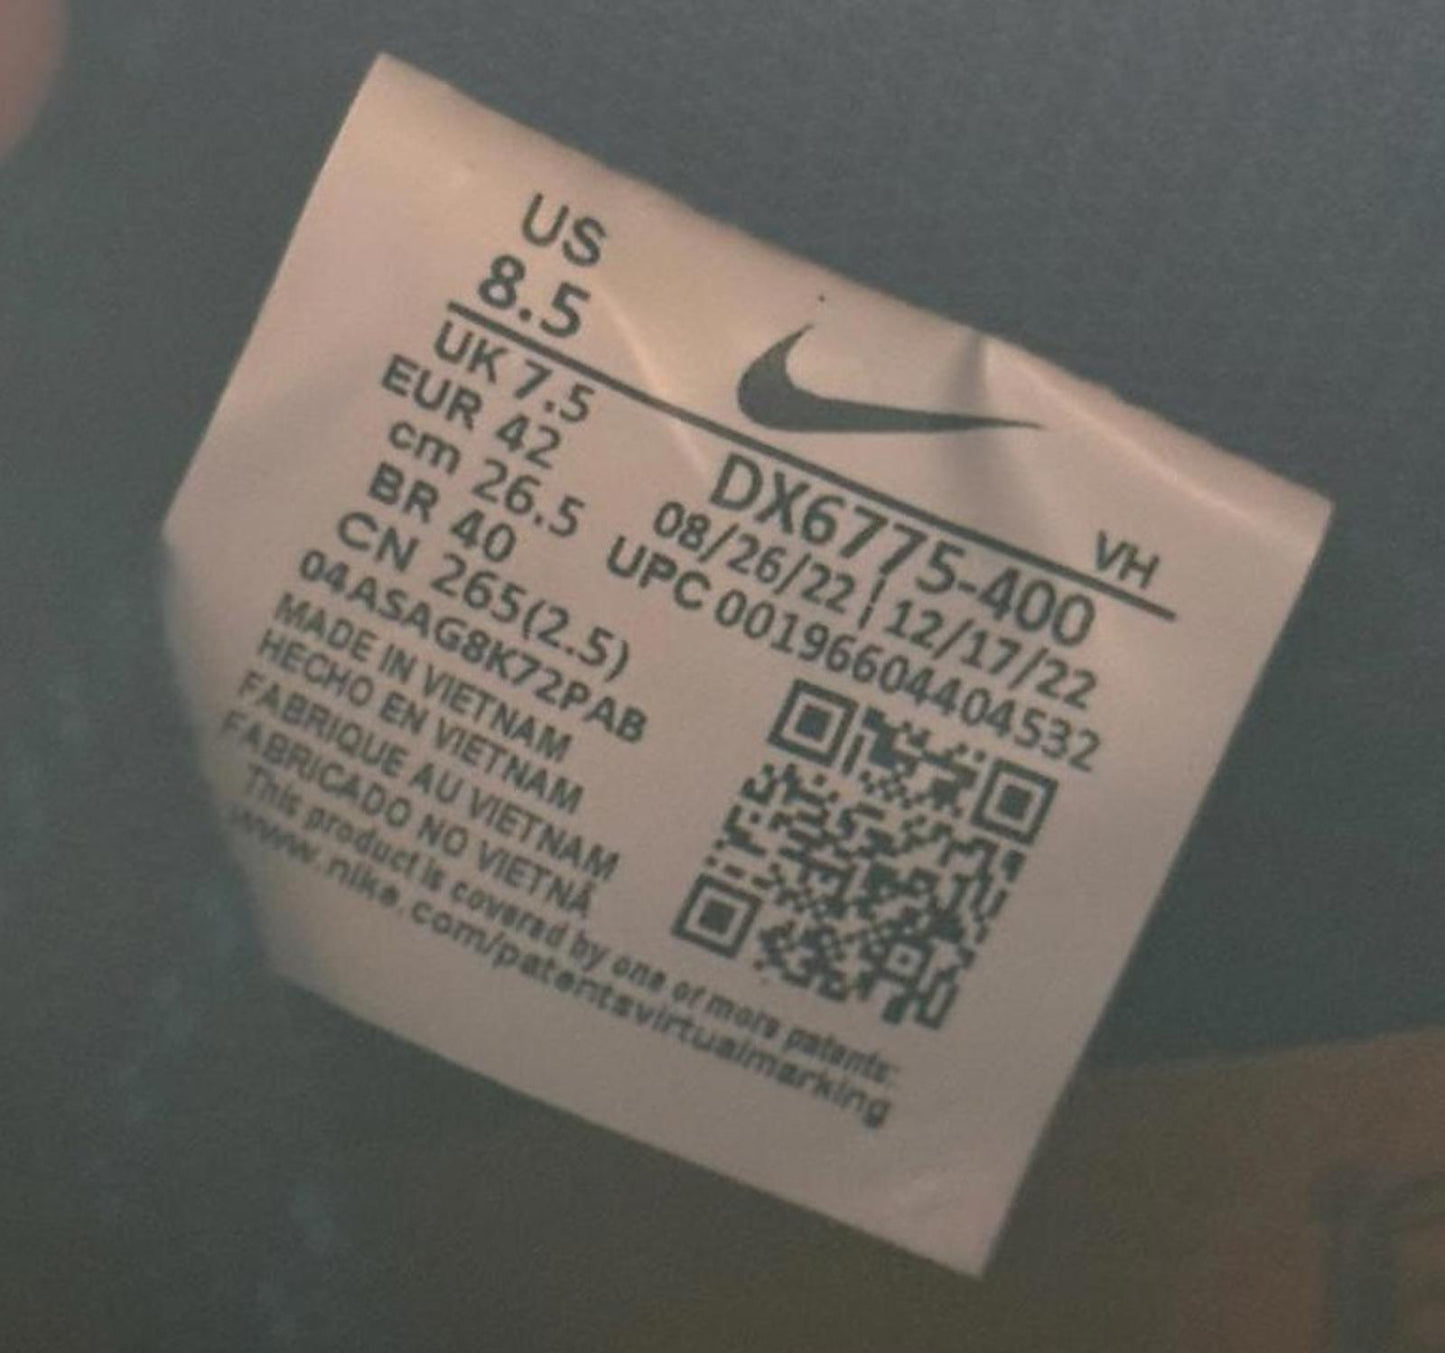 US
8.5
VH
UK 7.5
EUR 42
cm 26.5
BR 40
CN 265(2.5)
04ASAG8K72PAB
MADE IN VIETNAM
HECHO EN VIETNAM
FABRIQUE AU VIETNAM
FABRICADO NO VIETNÃ
DX6775-400
08/26/22 | 12/17/22
UPC 00196604404532
This product is covered by one or more patents:
www.nike.com/patentsvirtualmarking